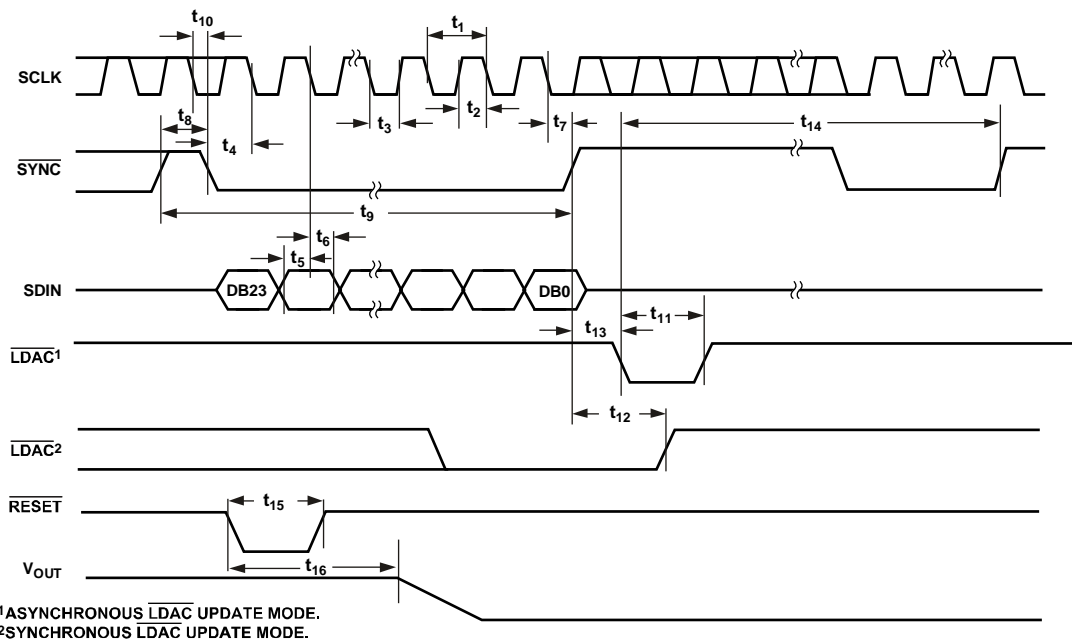 t10
t1
SCLK
t8
t4
t3
t2
t7
t14
SYNC
t9
t6
t5
SDIN
DB23
DB0
t13
t11
LDAC1
t12
LDAC2
RESET
t15
t16
VOUT
1ASYNCHRONOUS LDAC UPDATE MODE.
2SYNCHRONOUS LDAC UPDATE MODE.